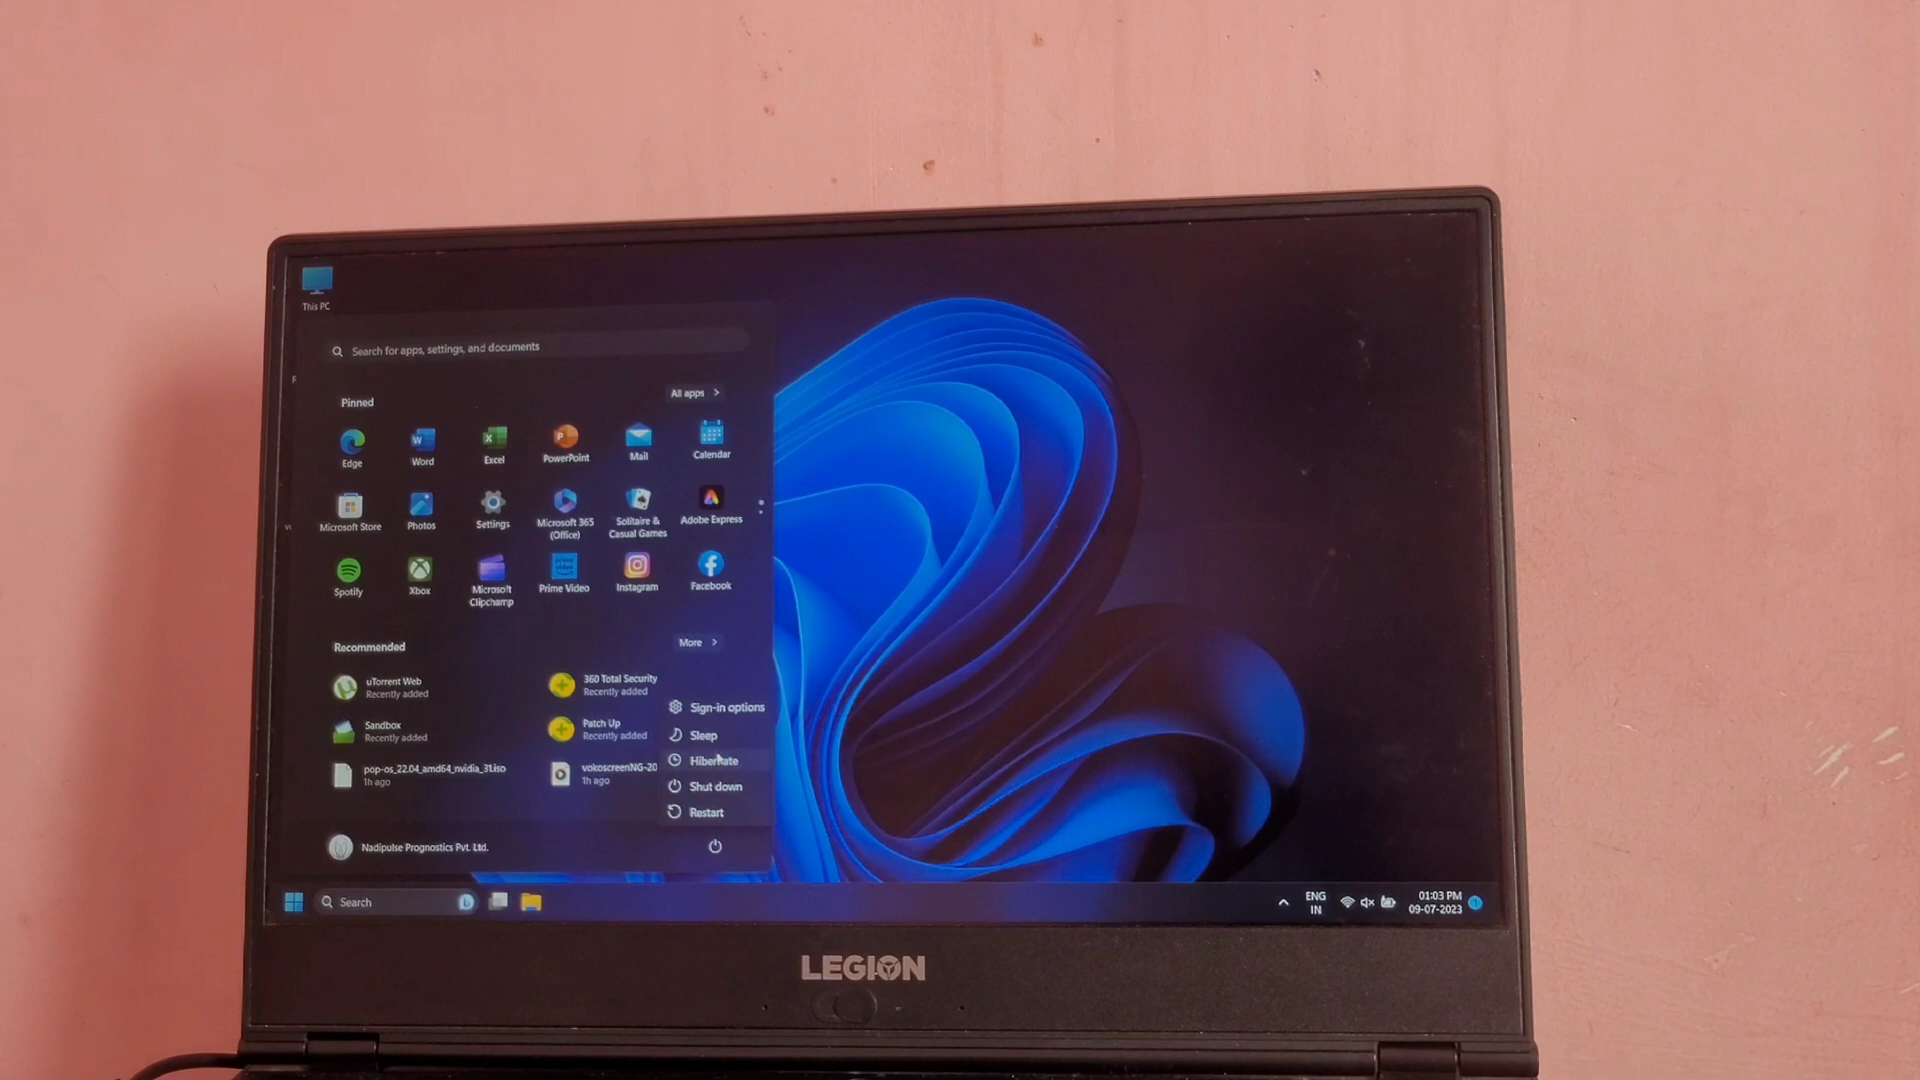 This PC
Search for apps, settings, and documents
Pinned
All apps >
Edge
Word
Excel
PowerPoint
Mail
Calendar
Microsoft Store
Photos
Settings
Microsoft 365
(Office)
Solitaire &
Casual Games
Adobe Express
Spotify
Xbox
Microsoft
Clipchamp
prime video
Prime Video
Instagram
Facebook
Recommended
More >
uTorrent Web
Recently added
360 Total Security
Recently added
Sandbox
Recently added
Patch Up
Recently added
pop-os_22.04_amd64_nvidia_31.iso
1h ago
vokoscreenNG-20
1h ago
Sign-in options
Sleep
Hibernate
Shut down
Restart
Nadipulse Prognostics Pvt. Ltd.
Search
ENG
IN
01:03 PM
09-07-2023
LEGION